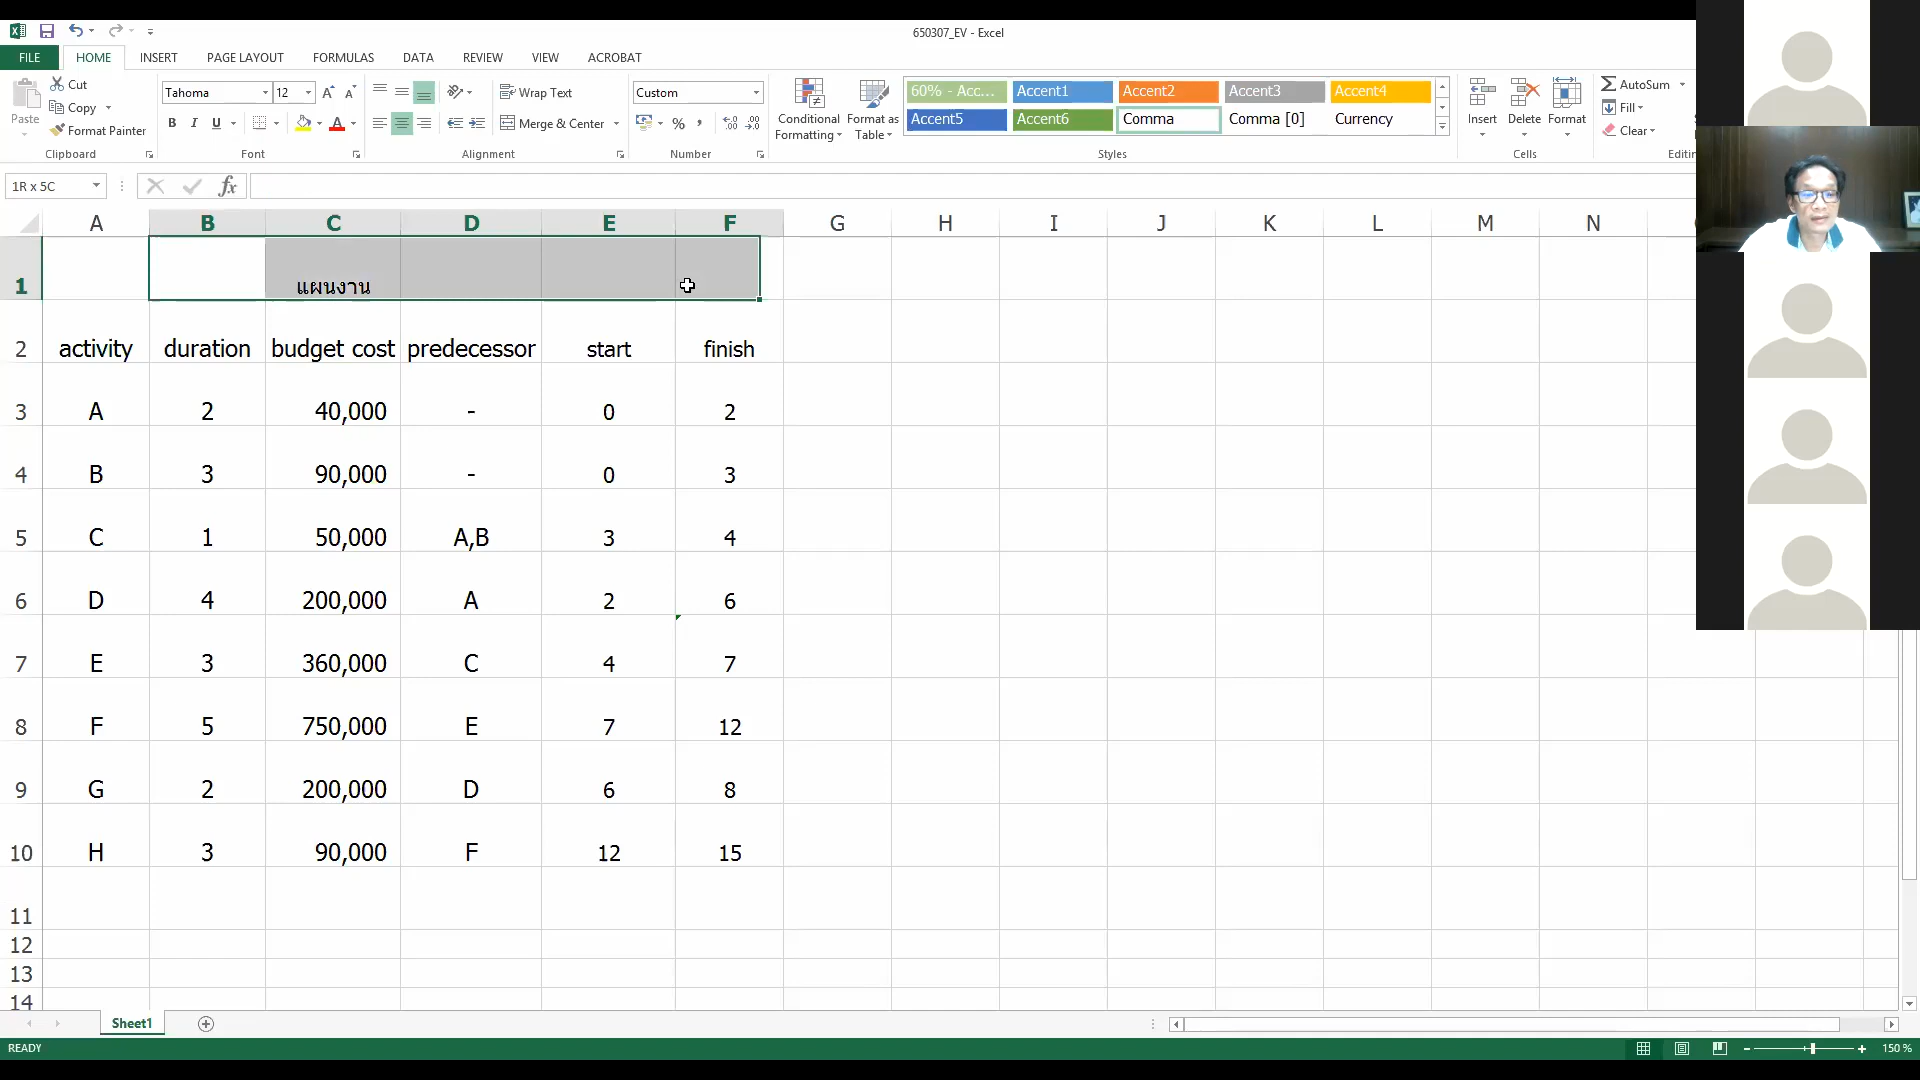 650307_EV - Excel
FILE HOME INSERT PAGE LAYOUT FORMULAS DATA REVIEW VIEW ACROBAT
Paste Cut Copy Format Painter Clipboard
Tahoma 12 B I U Font
Wrap Text Merge & Center Alignment
Custom % , Number
Conditional Formatting Format as Table
60% - Acc... Accent1 Accent2 Accent3 Accent4
Accent5 Accent6 Comma Comma [0] Currency
Styles
Insert Delete Format Cells
AutoSum Fill Clear
1R x 5C fx
A B C D E F G H I J K L M N
1 แผนงาน
2 activity duration budget cost predecessor start finish
3 A 2 40,000 - 0 2
4 B 3 90,000 - 0 3
5 C 1 50,000 A,B 3 4
6 D 4 200,000 A 2 6
7 E 3 360,000 C 4 7
8 F 5 750,000 E 7 12
9 G 2 200,000 D 6 8
10 H 3 90,000 F 12 15
11
12
13
14
Sheet1
READY 150 %